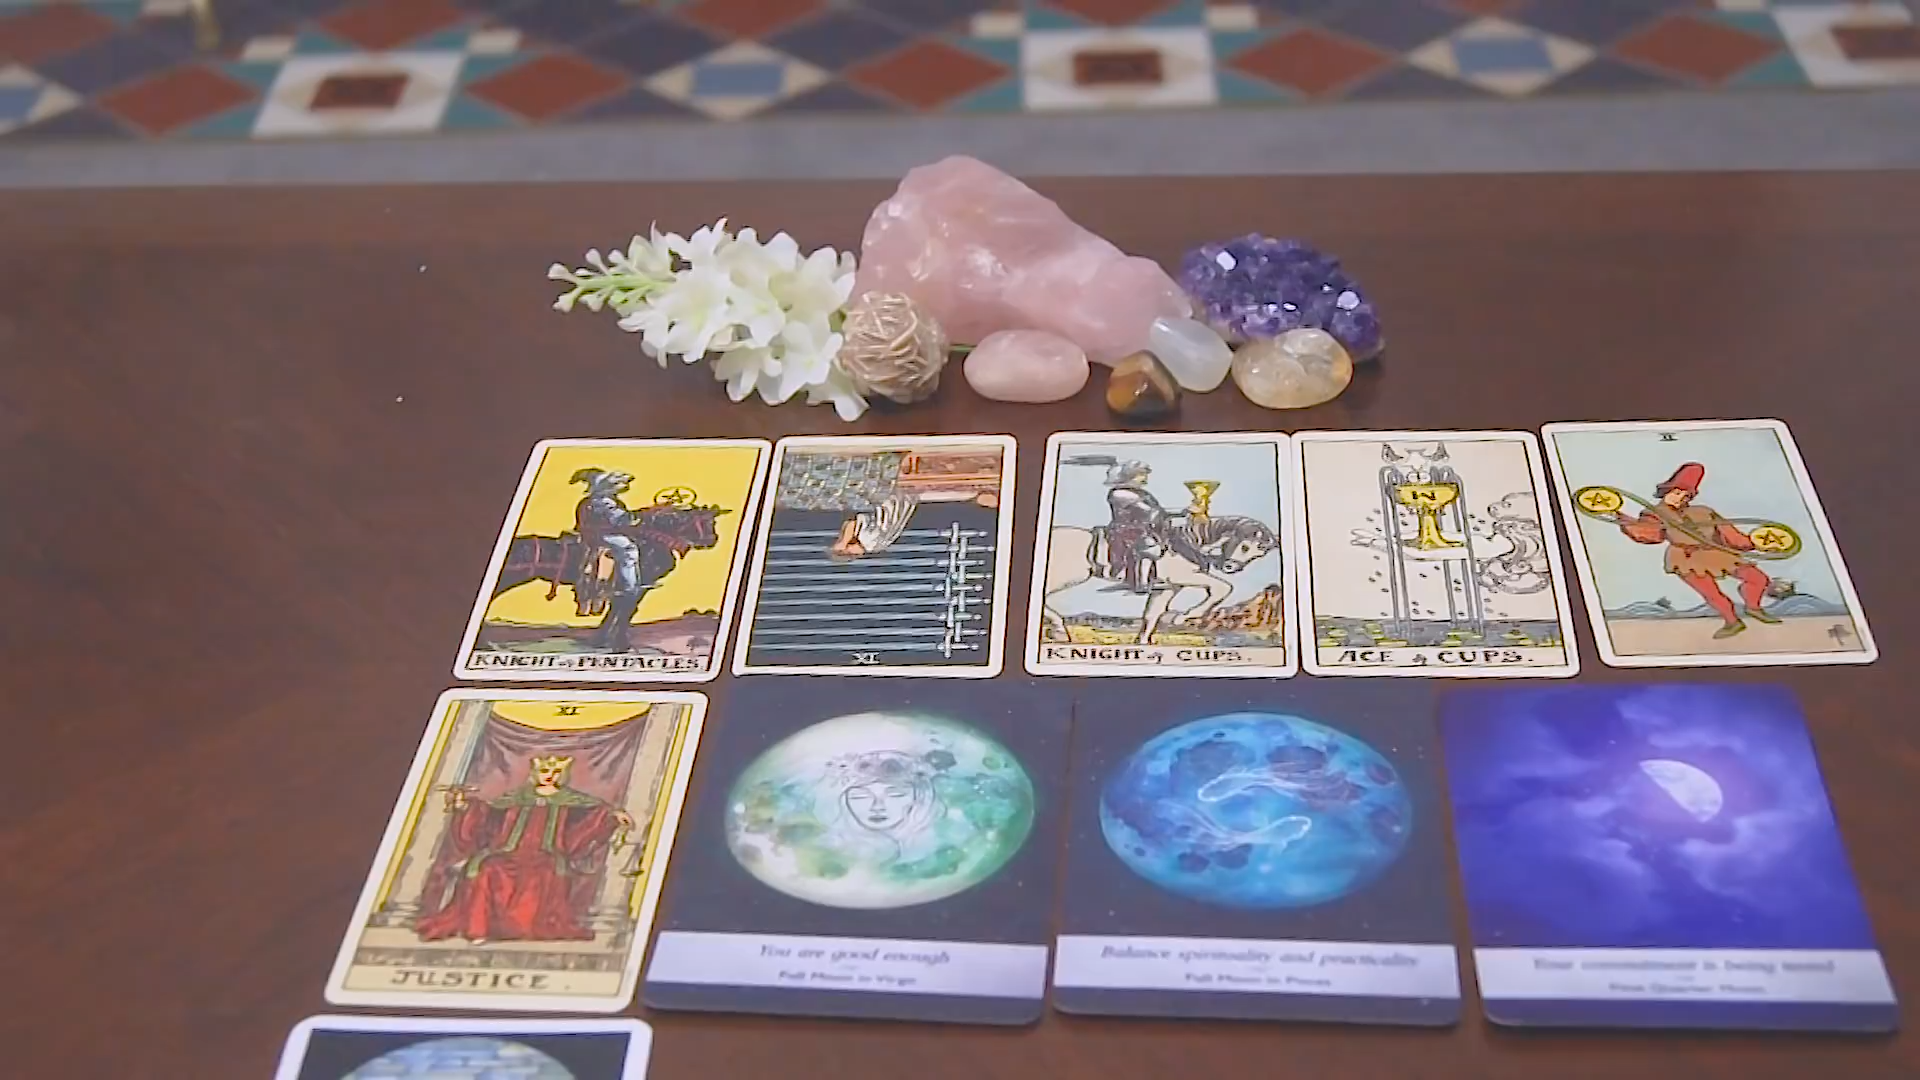 II
KNIGHT of PENTACLES.
IX
KNIGHT of CUPS.
ACE of CUPS.
XI
JUSTICE.
You are good enough
Full Moon in Virgo
Balance spirituality and practicality
Full Moon in Pisces
Your commitment is being tested
First Quarter Moon